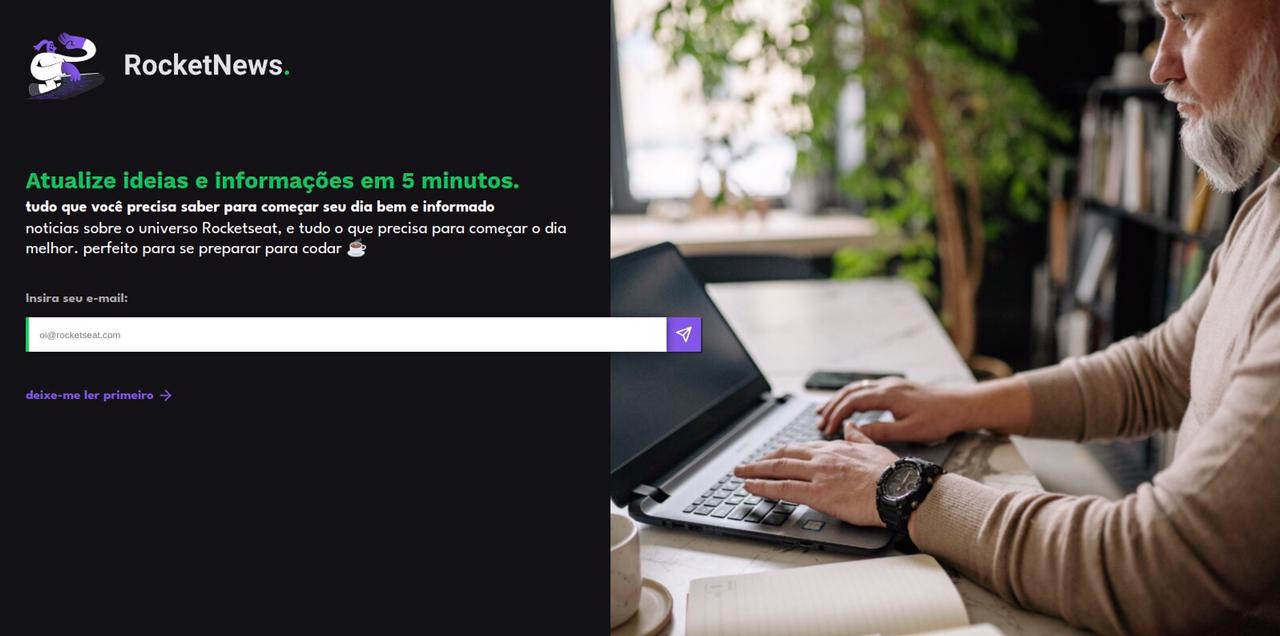 RocketNews.
Atualize ideias e informações em 5 minutos.
tudo que você precisa saber para começar seu dia bem e informado
noticias sobre o universo Rocketseat, e tudo o que precisa para começar o dia
melhor. perfeito para se preparar para codar ☕
Insira seu e-mail:
oi@rocketseat.com
deixe-me ler primeiro →